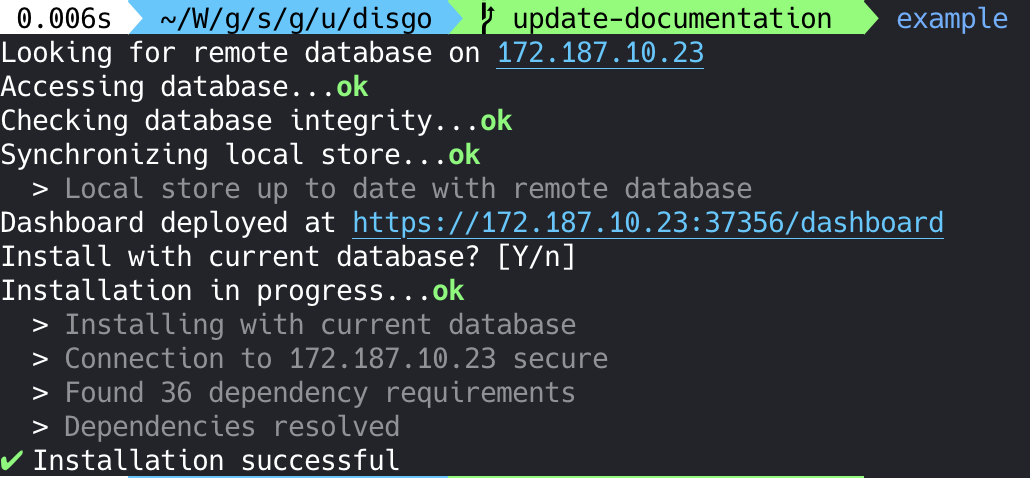 0.006s ~/W/g/s/g/u/disgo update-documentation example
Looking for remote database on 172.187.10.23
Accessing database...ok
Checking database integrity...ok
Synchronizing local store...ok
> Local store up to date with remote database
Dashboard deployed at https://172.187.10.23:37356/dashboard
Install with current database? [Y/n]
Installation in progress...ok
> Installing with current database
> Connection to 172.187.10.23 secure
> Found 36 dependency requirements
> Dependencies resolved
✔ Installation successful